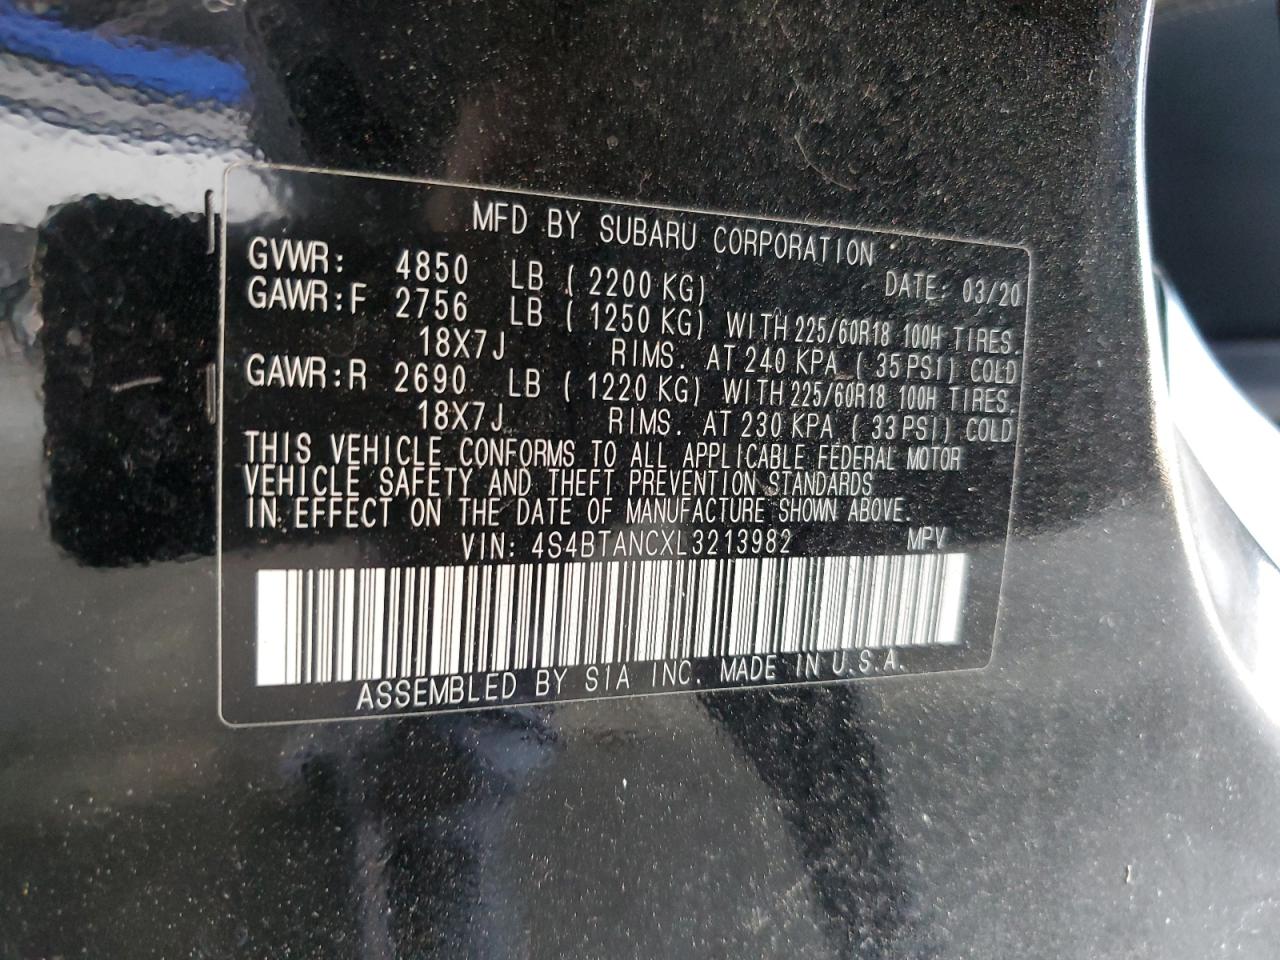 MFD BY SUBARU CORPORATION
GVWR: 4850 LB ( 2200 KG) DATE: 03/20
GAWR:F 2756 LB ( 1250 KG) WITH 225/60R18 100H TIRES.
18X7J RIMS. AT 240 KPA ( 35 PSI) COLD
GAWR:R 2690 LB ( 1220 KG) WITH 225/60R18 100H TIRES.
18X7J RIMS. AT 230 KPA ( 33 PSI) COLD
THIS VEHICLE CONFORMS TO ALL APPLICABLE FEDERAL MOTOR
VEHICLE SAFETY AND THEFT PREVENTION STANDARDS
IN EFFECT ON THE DATE OF MANUFACTURE SHOWN ABOVE.
VIN: 4S4BTANCXL3213982 MPV
ASSEMBLED BY SIA INC. MADE IN U.S.A.